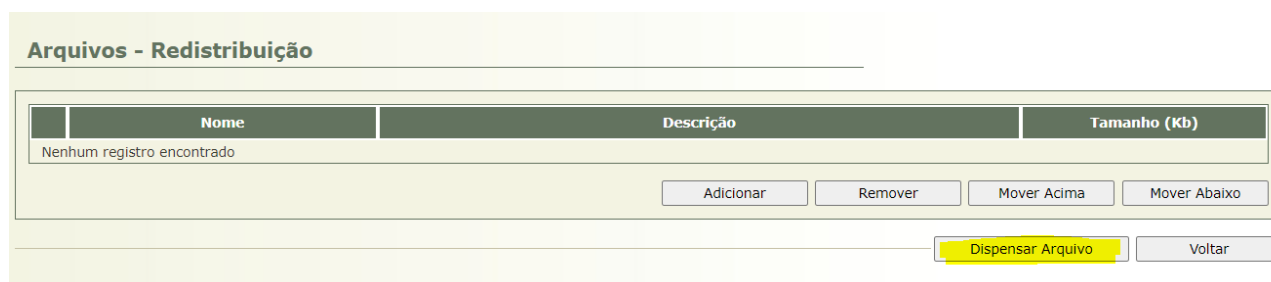 Arquivos - Redistribuição
Nome Descrição Tamanho (Kb)
Nenhum registro encontrado
Adicionar Remover Mover Acima Mover Abaixo
Dispensar Arquivo Voltar